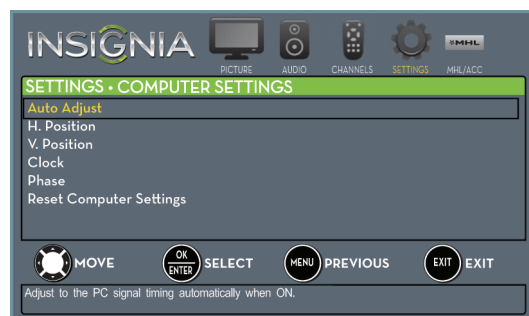 INSIGNIA
PICTURE AUDIO CHANNELS SETTINGS MHL MHL/ACC
SETTINGS • COMPUTER SETTINGS
Auto Adjust
H. Position
V. Position
Clock
Phase
Reset Computer Settings
MOVE OK ENTER SELECT MENU PREVIOUS EXIT EXIT
Adjust to the PC signal timing automatically when ON.